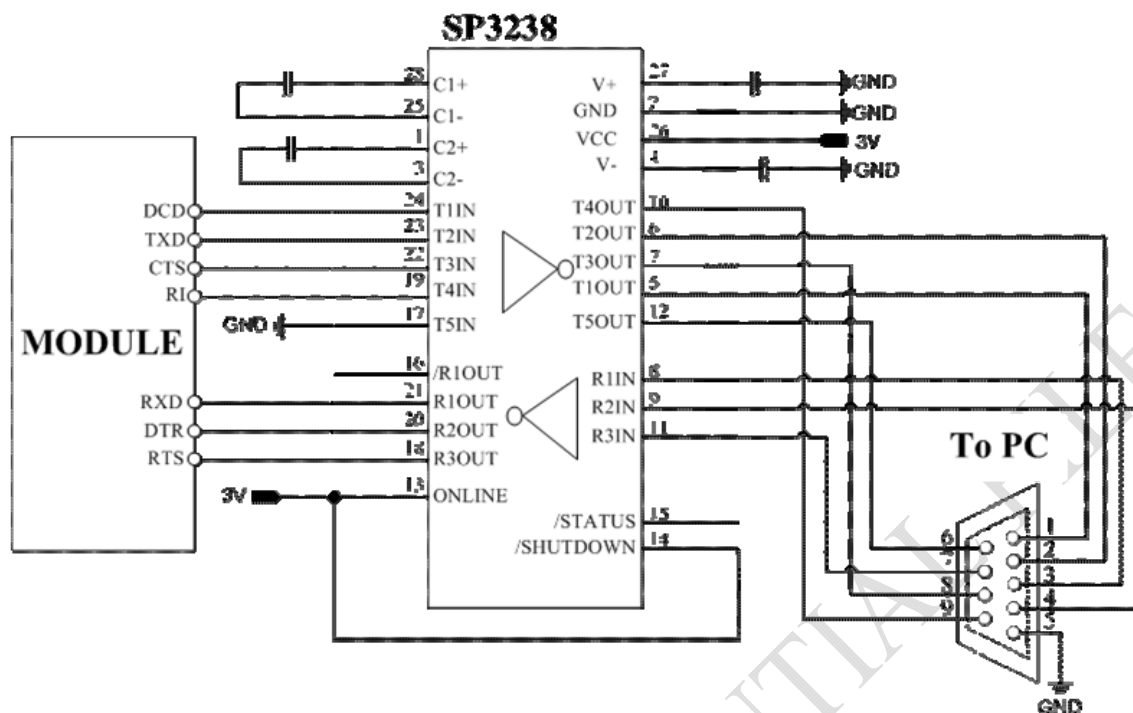 SP3238
28 C1+
25 C1-
1 C2+
3 C2-
24 T1IN
23 T2IN
22 T3IN
19 T4IN
17 T5IN
16 /R1OUT
21 R1OUT
20 R2OUT
18 R3OUT
13 ONLINE
V+ 27
GND 2
VCC 26
V- 4
T4OUT 10
T2OUT 6
T3OUT 7
T1OUT 5
T5OUT 12
R1IN 8
R2IN 9
R3IN 11
/STATUS 15
/SHUTDOWN 14
GND
GND
3V
GND
DCD
TXD
CTS
RI
GND
MODULE
RXD
DTR
RTS
3V
To PC
6
7
8
9
1
2
3
4
5
GND